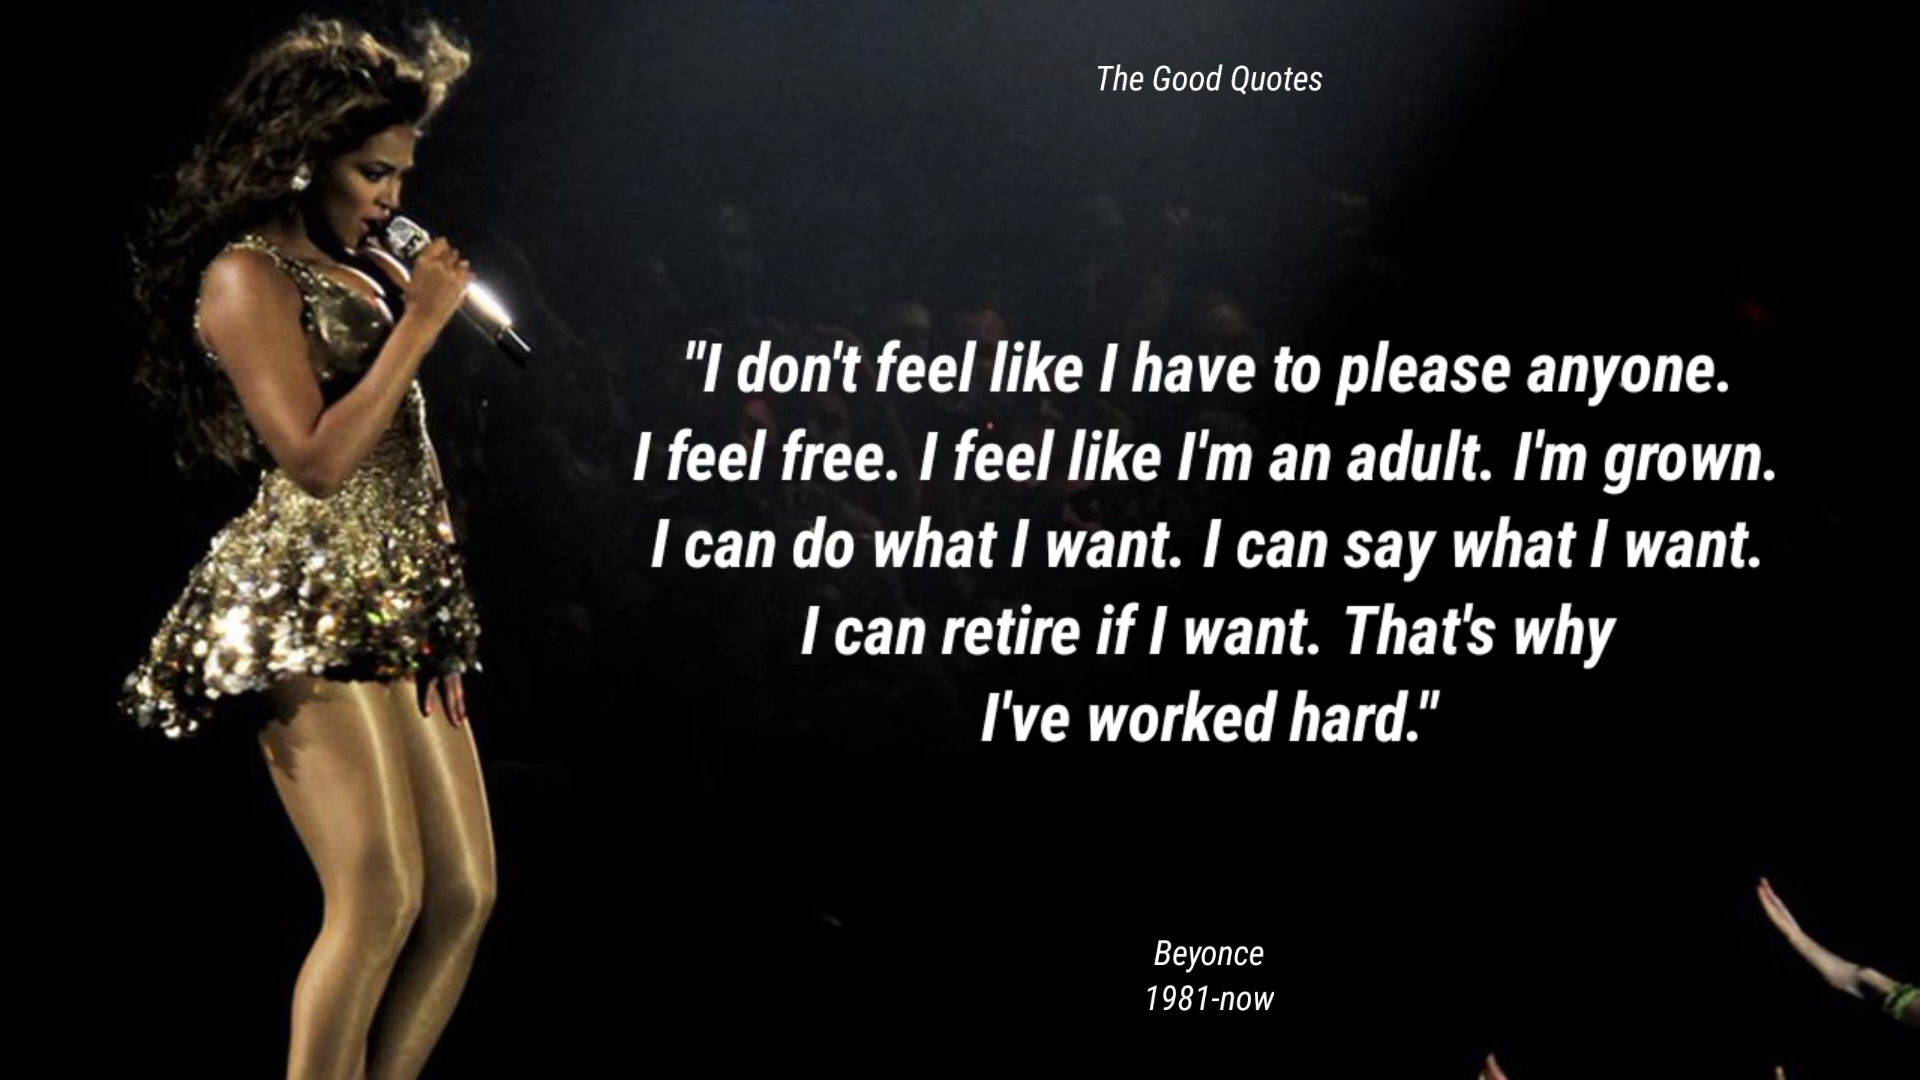 The Good Quotes
"I don't feel like I have to please anyone.
I feel free. I feel like I'm an adult. I'm grown.
I can do what I want. I can say what I want.
I can retire if I want. That's why
I've worked hard."
Beyonce
1981-now